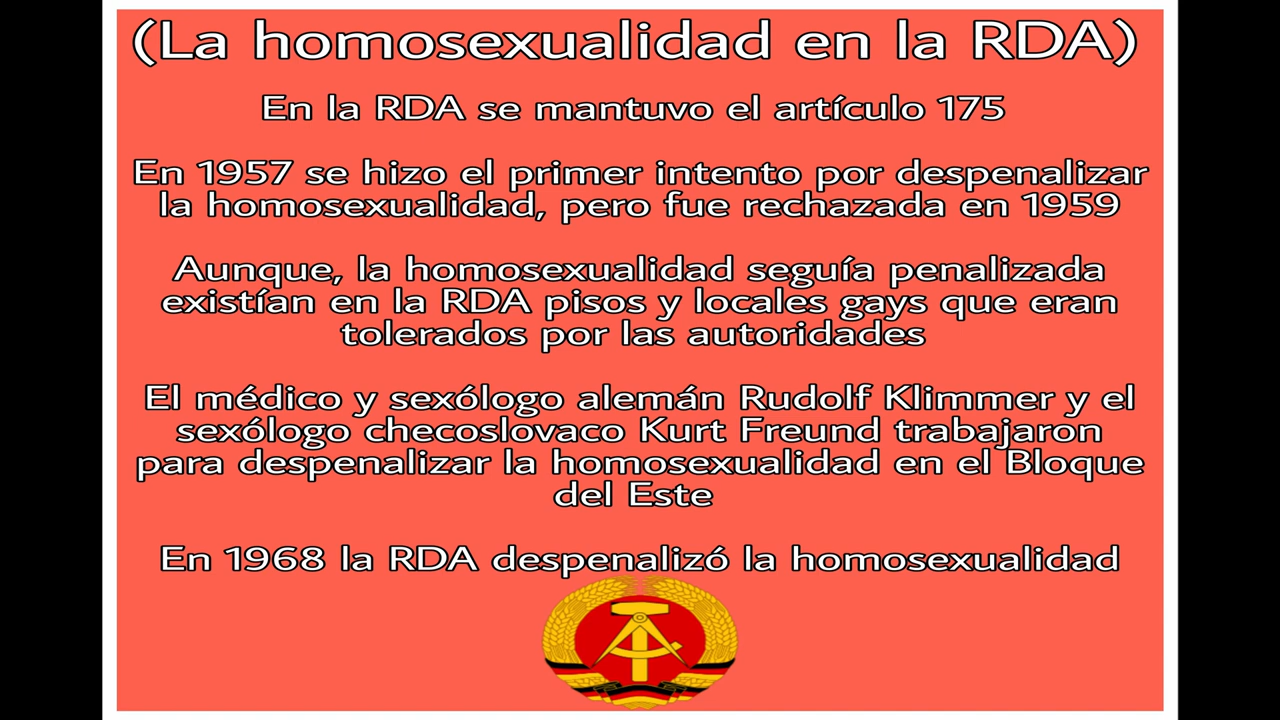 (La homosexualidad en la RDA)
En la RDA se mantuvo el artículo 175
En 1957 se hizo el primer intento por despenalizar
la homosexualidad, pero fue rechazada en 1959
Aunque, la homosexualidad seguía penalizada
existían en la RDA pisos y locales gays que eran
tolerados por las autoridades
El médico y sexólogo alemán Rudolf Klimmer y el
sexólogo checoslovaco Kurt Freund trabajaron
para despenalizar la homosexualidad en el Bloque
del Este
En 1968 la RDA despenalizó la homosexualidad